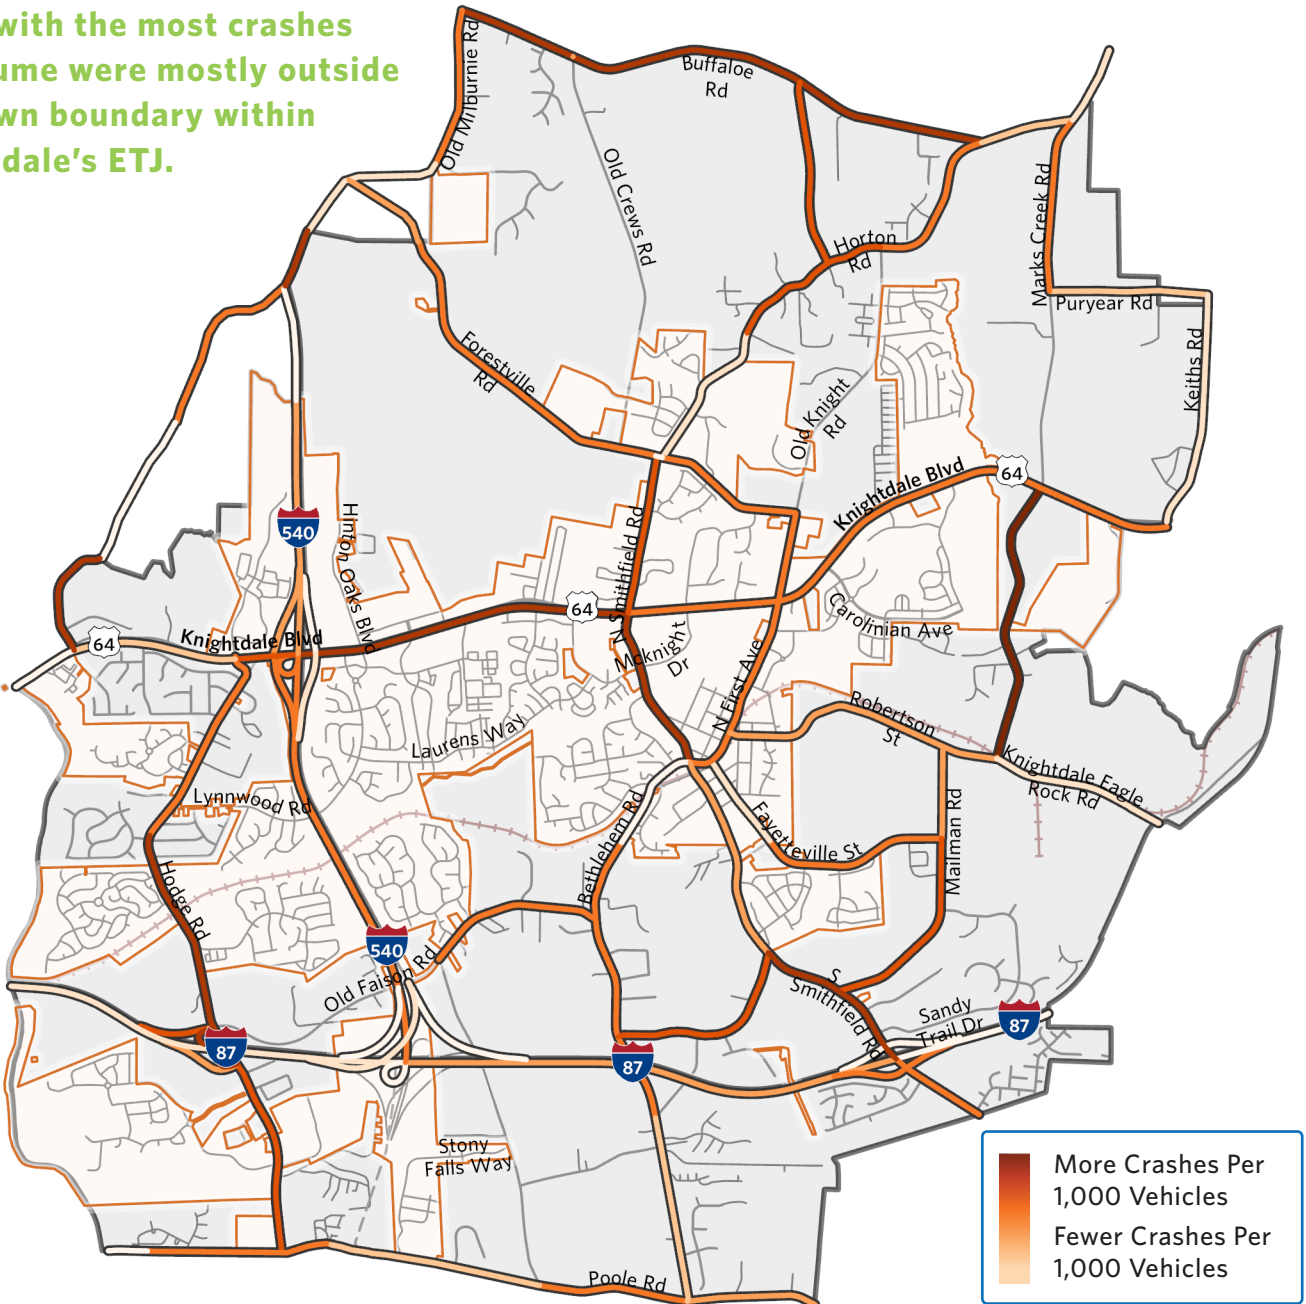 with the most crashes
ume were mostly outside
wn boundary within
dale's ETJ.
Old Milburnie Rd
Buffaloe
Rd
Old Crews Rd
Horton
Rd
Marks Creek Rd
Puryear Rd
Keiths Rd
Forestville
Rd
Old Knight
Rd
Knightdale Blvd
64
540
Hinton Oaks Blvd
N Smithfield Rd
64
Carolinian Ave
64
Knightdale Blvd
Mcknight
Dr
N First Ave
Robertson
St
Laurens Way
Knightdale Eagle
Rock Rd
Lynnwood Rd
Bethlehem Rd
Fayetteville St
Mailman Rd
Hodge Rd
540
Old Faison Rd
S
Smithfield Rd
Sandy
Trail Dr
87
87
87
Stony
Falls Way
Poole Rd
More Crashes Per
1,000 Vehicles
Fewer Crashes Per
1,000 Vehicles